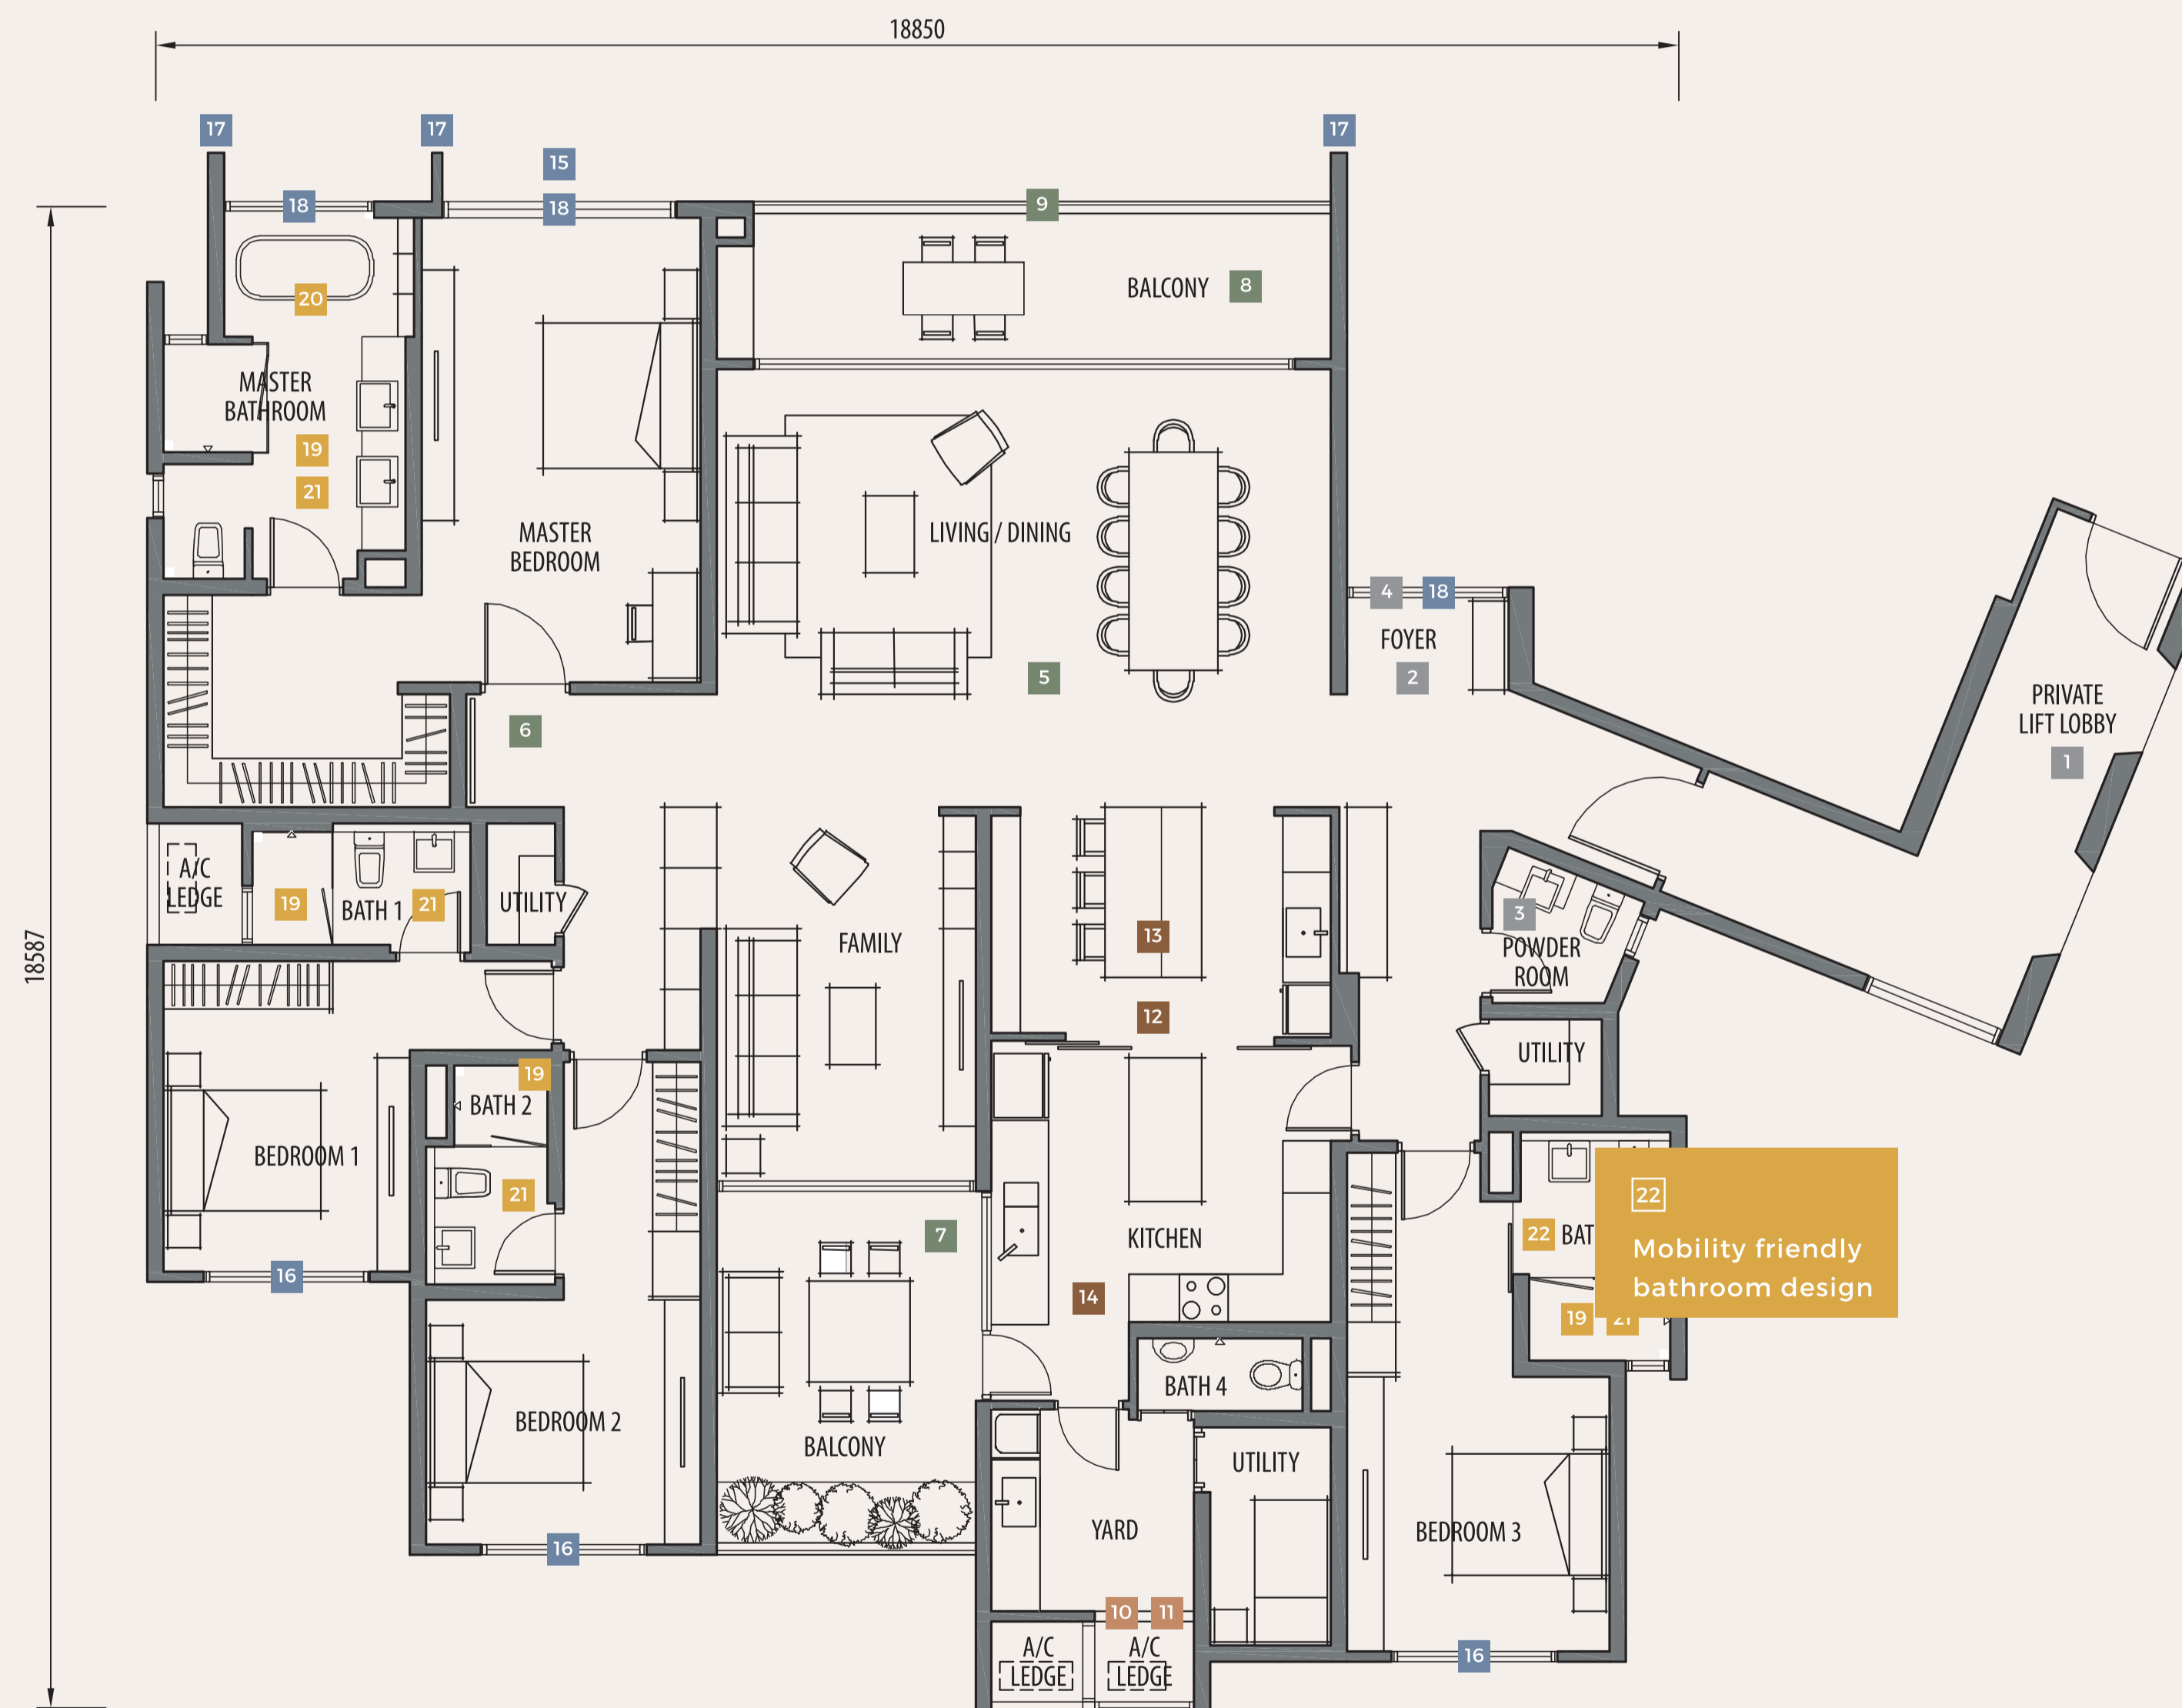 18850
17
17
17
15
18
18
9
BALCONY
8
20
MASTER
BATHROOM
19
21
MASTER
BEDROOM
LIVING / DINING
4
18
FOYER
2
5
6
PRIVATE
LIFT LOBBY
1
18587
A/C
LEDGE
19
BATH 1
21
UTILITY
FAMILY
13
12
3
POWDER
ROOM
UTILITY
19
BATH 2
BEDROOM 1
21
16
7
KITCHEN
14
22
BAT
22
Mobility friendly
bathroom design
19
21
BATH 4
BEDROOM 2
BALCONY
UTILITY
YARD
BEDROOM 3
16
10
11
A/C
LEDGE
A/C
LEDGE
16